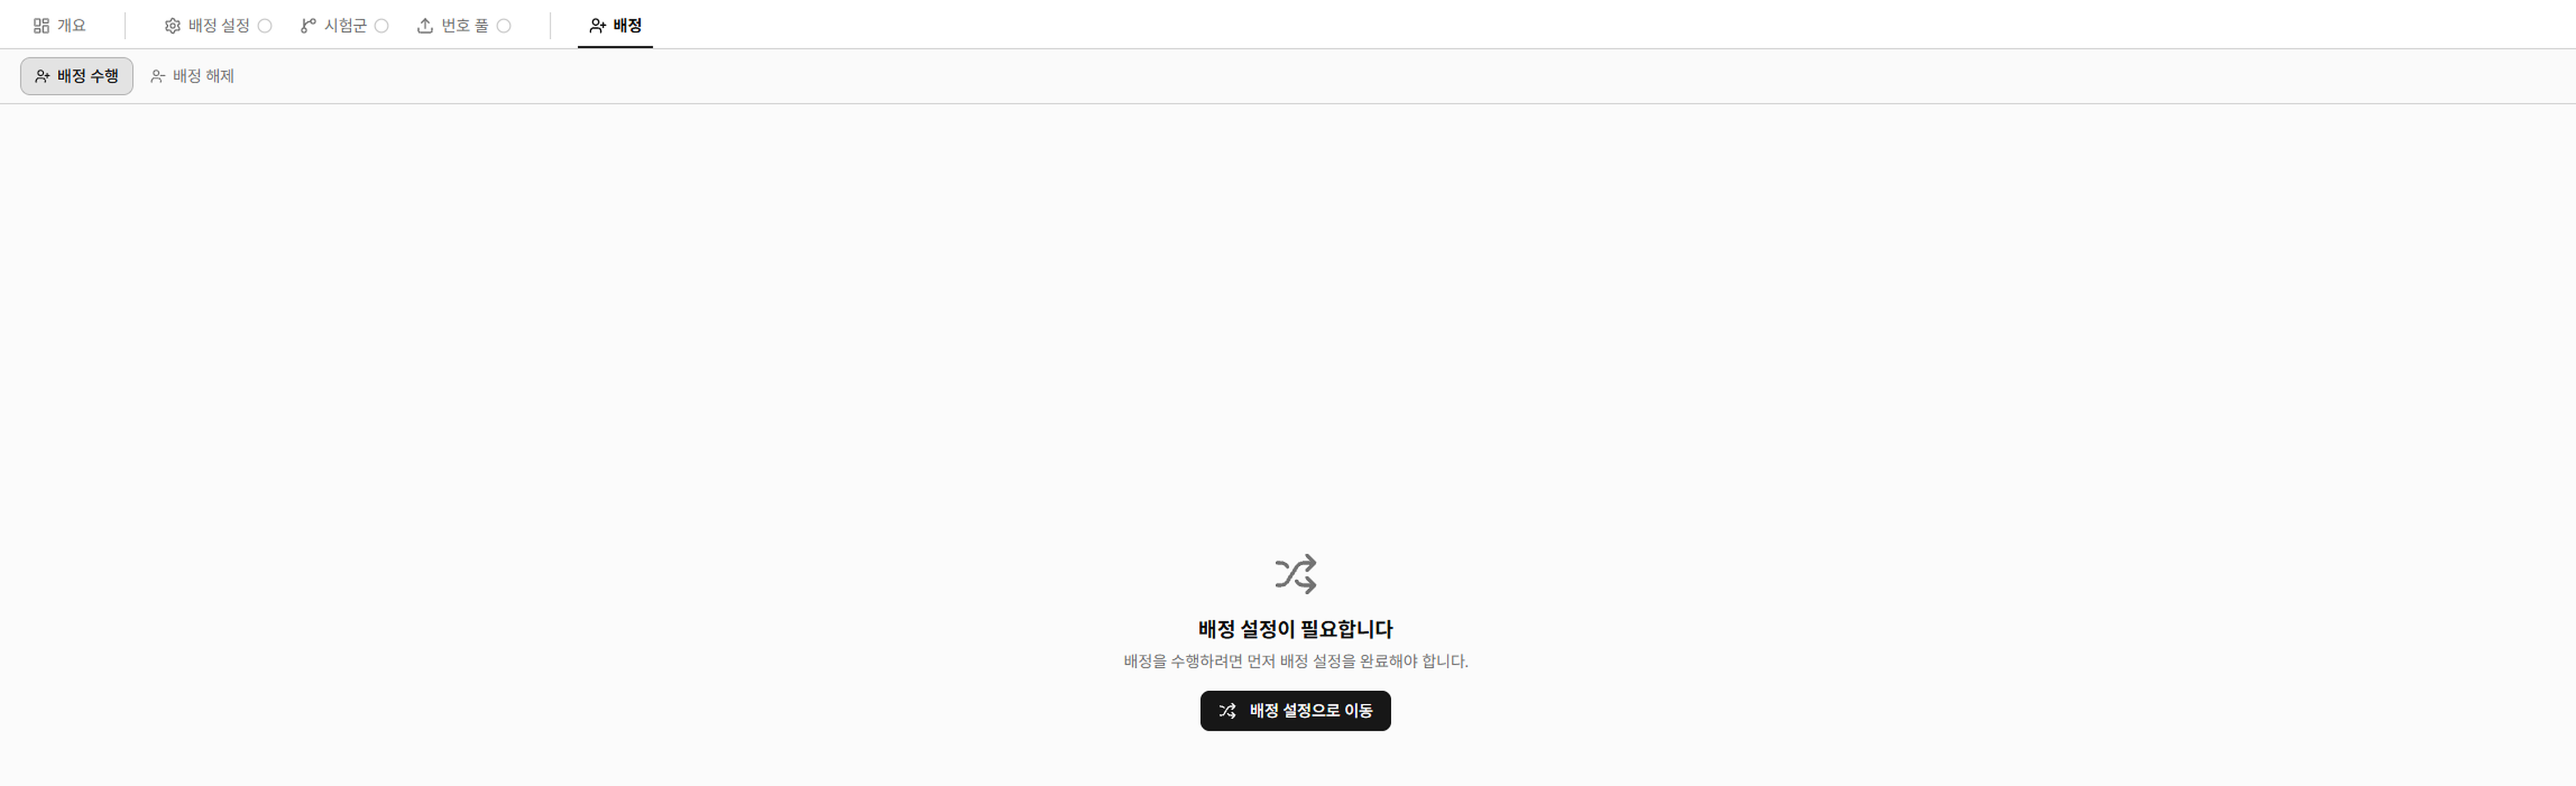 개요 배정 설정 시험군 번호 풀 배정
배정 수행 배정 해제
배정 설정이 필요합니다
배정을 수행하려면 먼저 배정 설정을 완료해야 합니다.
배정 설정으로 이동